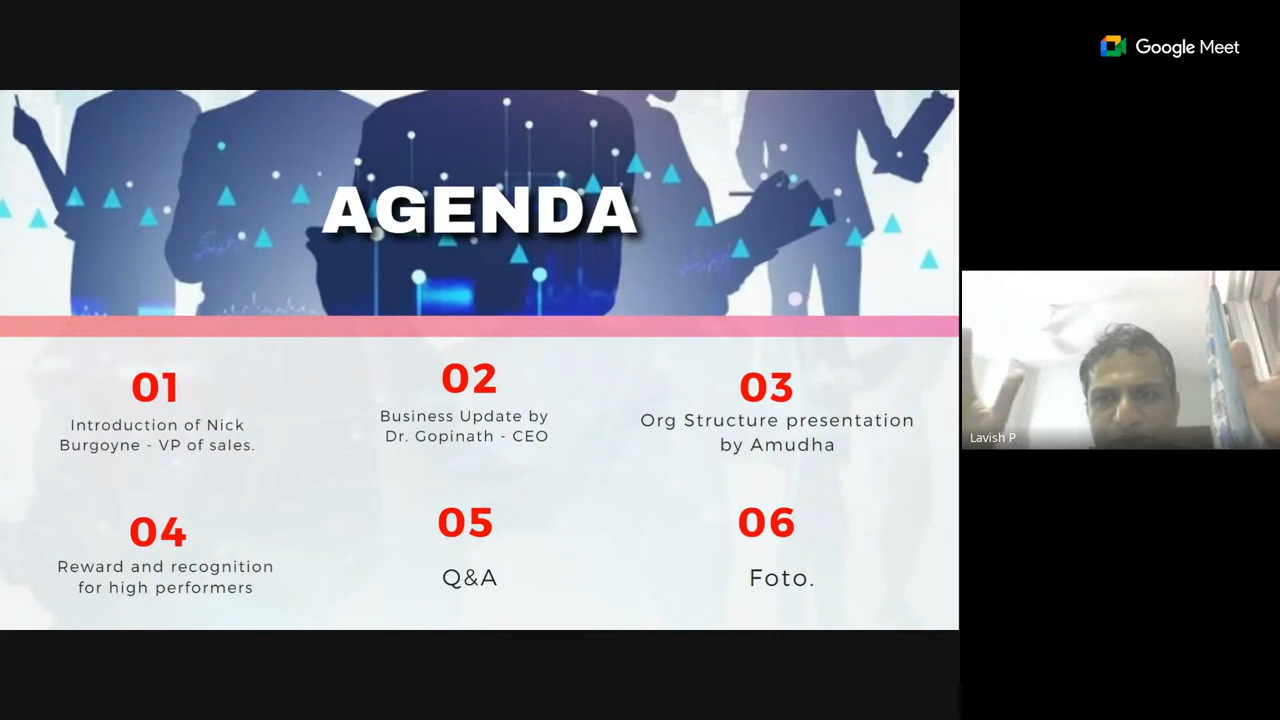 Google Meet
AGENDA
01
Introduction of Nick
Burgoyne - VP of sales.
02
Business Update by
Dr. Gopinath - CEO
03
Org Structure presentation
by Amudha
04
Reward and recognition
for high performers
05
Q&A
06
Foto.
Lavish P